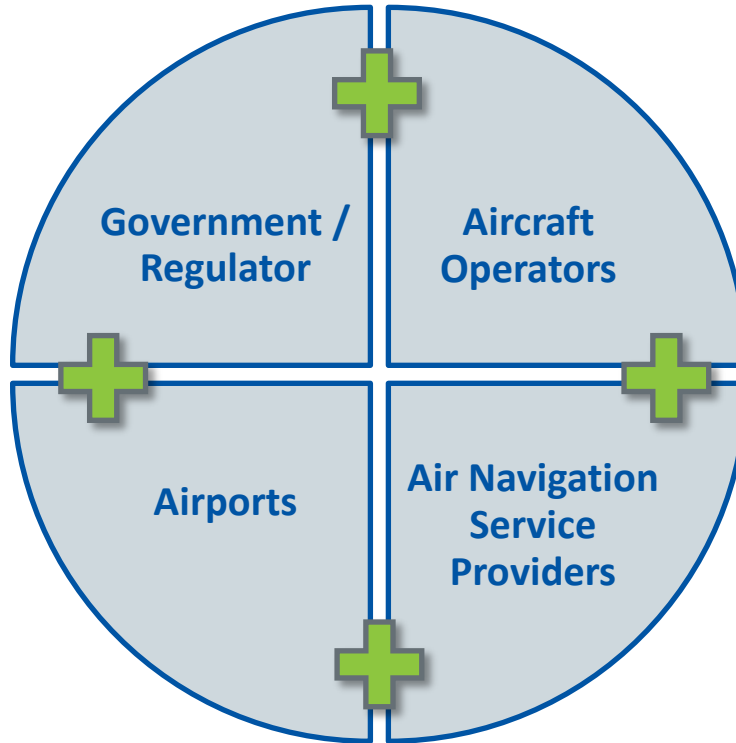 Government /
Regulator
Aircraft
Operators
Airports
Air Navigation
Service
Providers